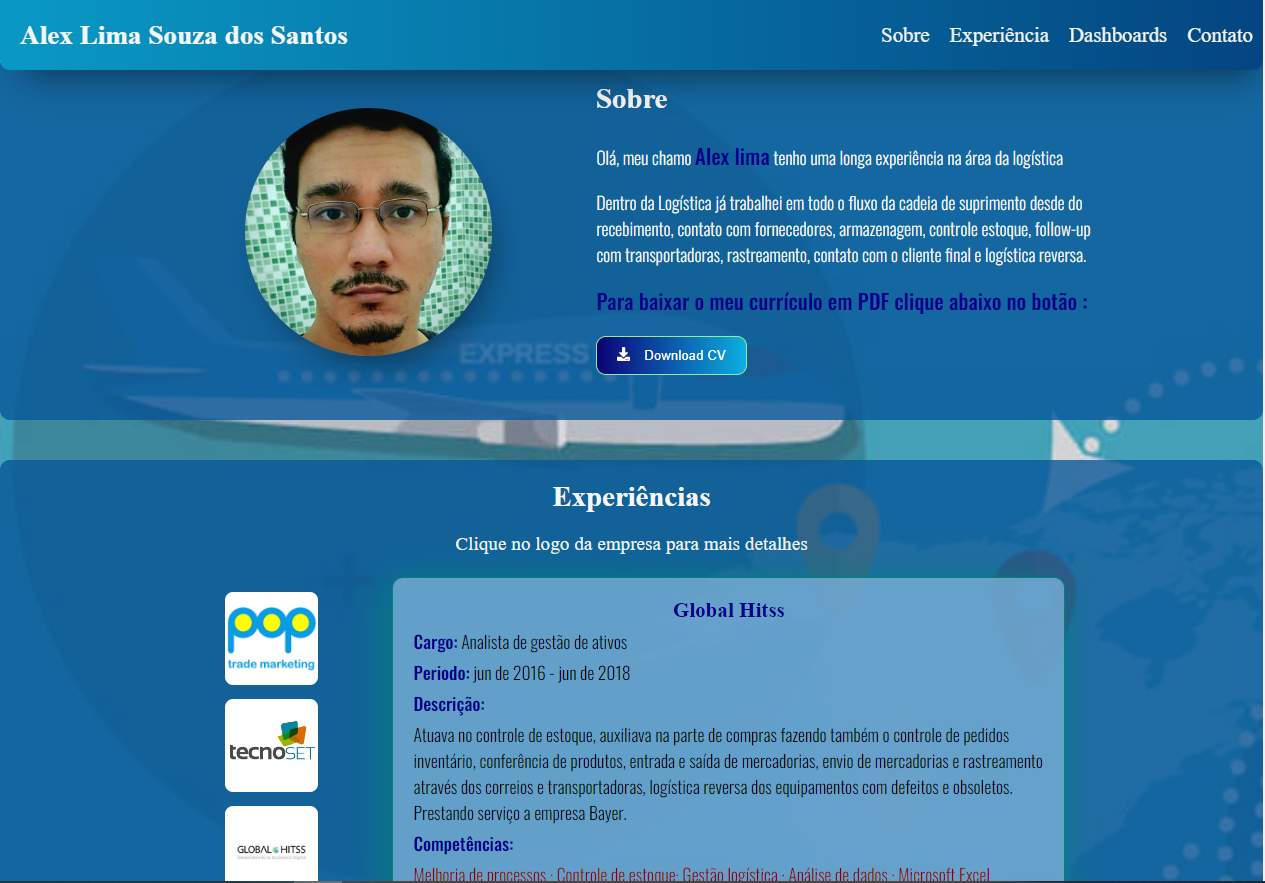 Alex Lima Souza dos Santos
Sobre Experiência Dashboards Contato
Sobre
Olá, meu chamo Alex lima tenho uma longa experiência na área da logística
Dentro da Logística já trabalhei em todo o fluxo da cadeia de suprimento desde do
recebimento, contato com fornecedores, armazenagem, controle estoque, follow-up
com transportadoras, rastreamento, contato com o cliente final e logística reversa.
Para baixar o meu currículo em PDF clique abaixo no botão :
EXPRESS
Download CV
Experiências
Clique no logo da empresa para mais detalhes
pop
trade marketing
tecnoSET
GLOBAL HITSS
Global Hitss
Cargo: Analista de gestão de ativos
Periodo: jun de 2016 - jun de 2018
Descrição:
Atuava no controle de estoque, auxiliava na parte de compras fazendo também o controle de pedidos
inventário, conferência de produtos, entrada e saída de mercadorias, envio de mercadorias e rastreamento
através dos correios e transportadoras, logística reversa dos equipamentos com defeitos e obsoletos.
Prestando serviço a empresa Bayer.
Competências:
Melhoria de processos · Controle de estoque· Gestão logística · Análise de dados · Microsoft Excel